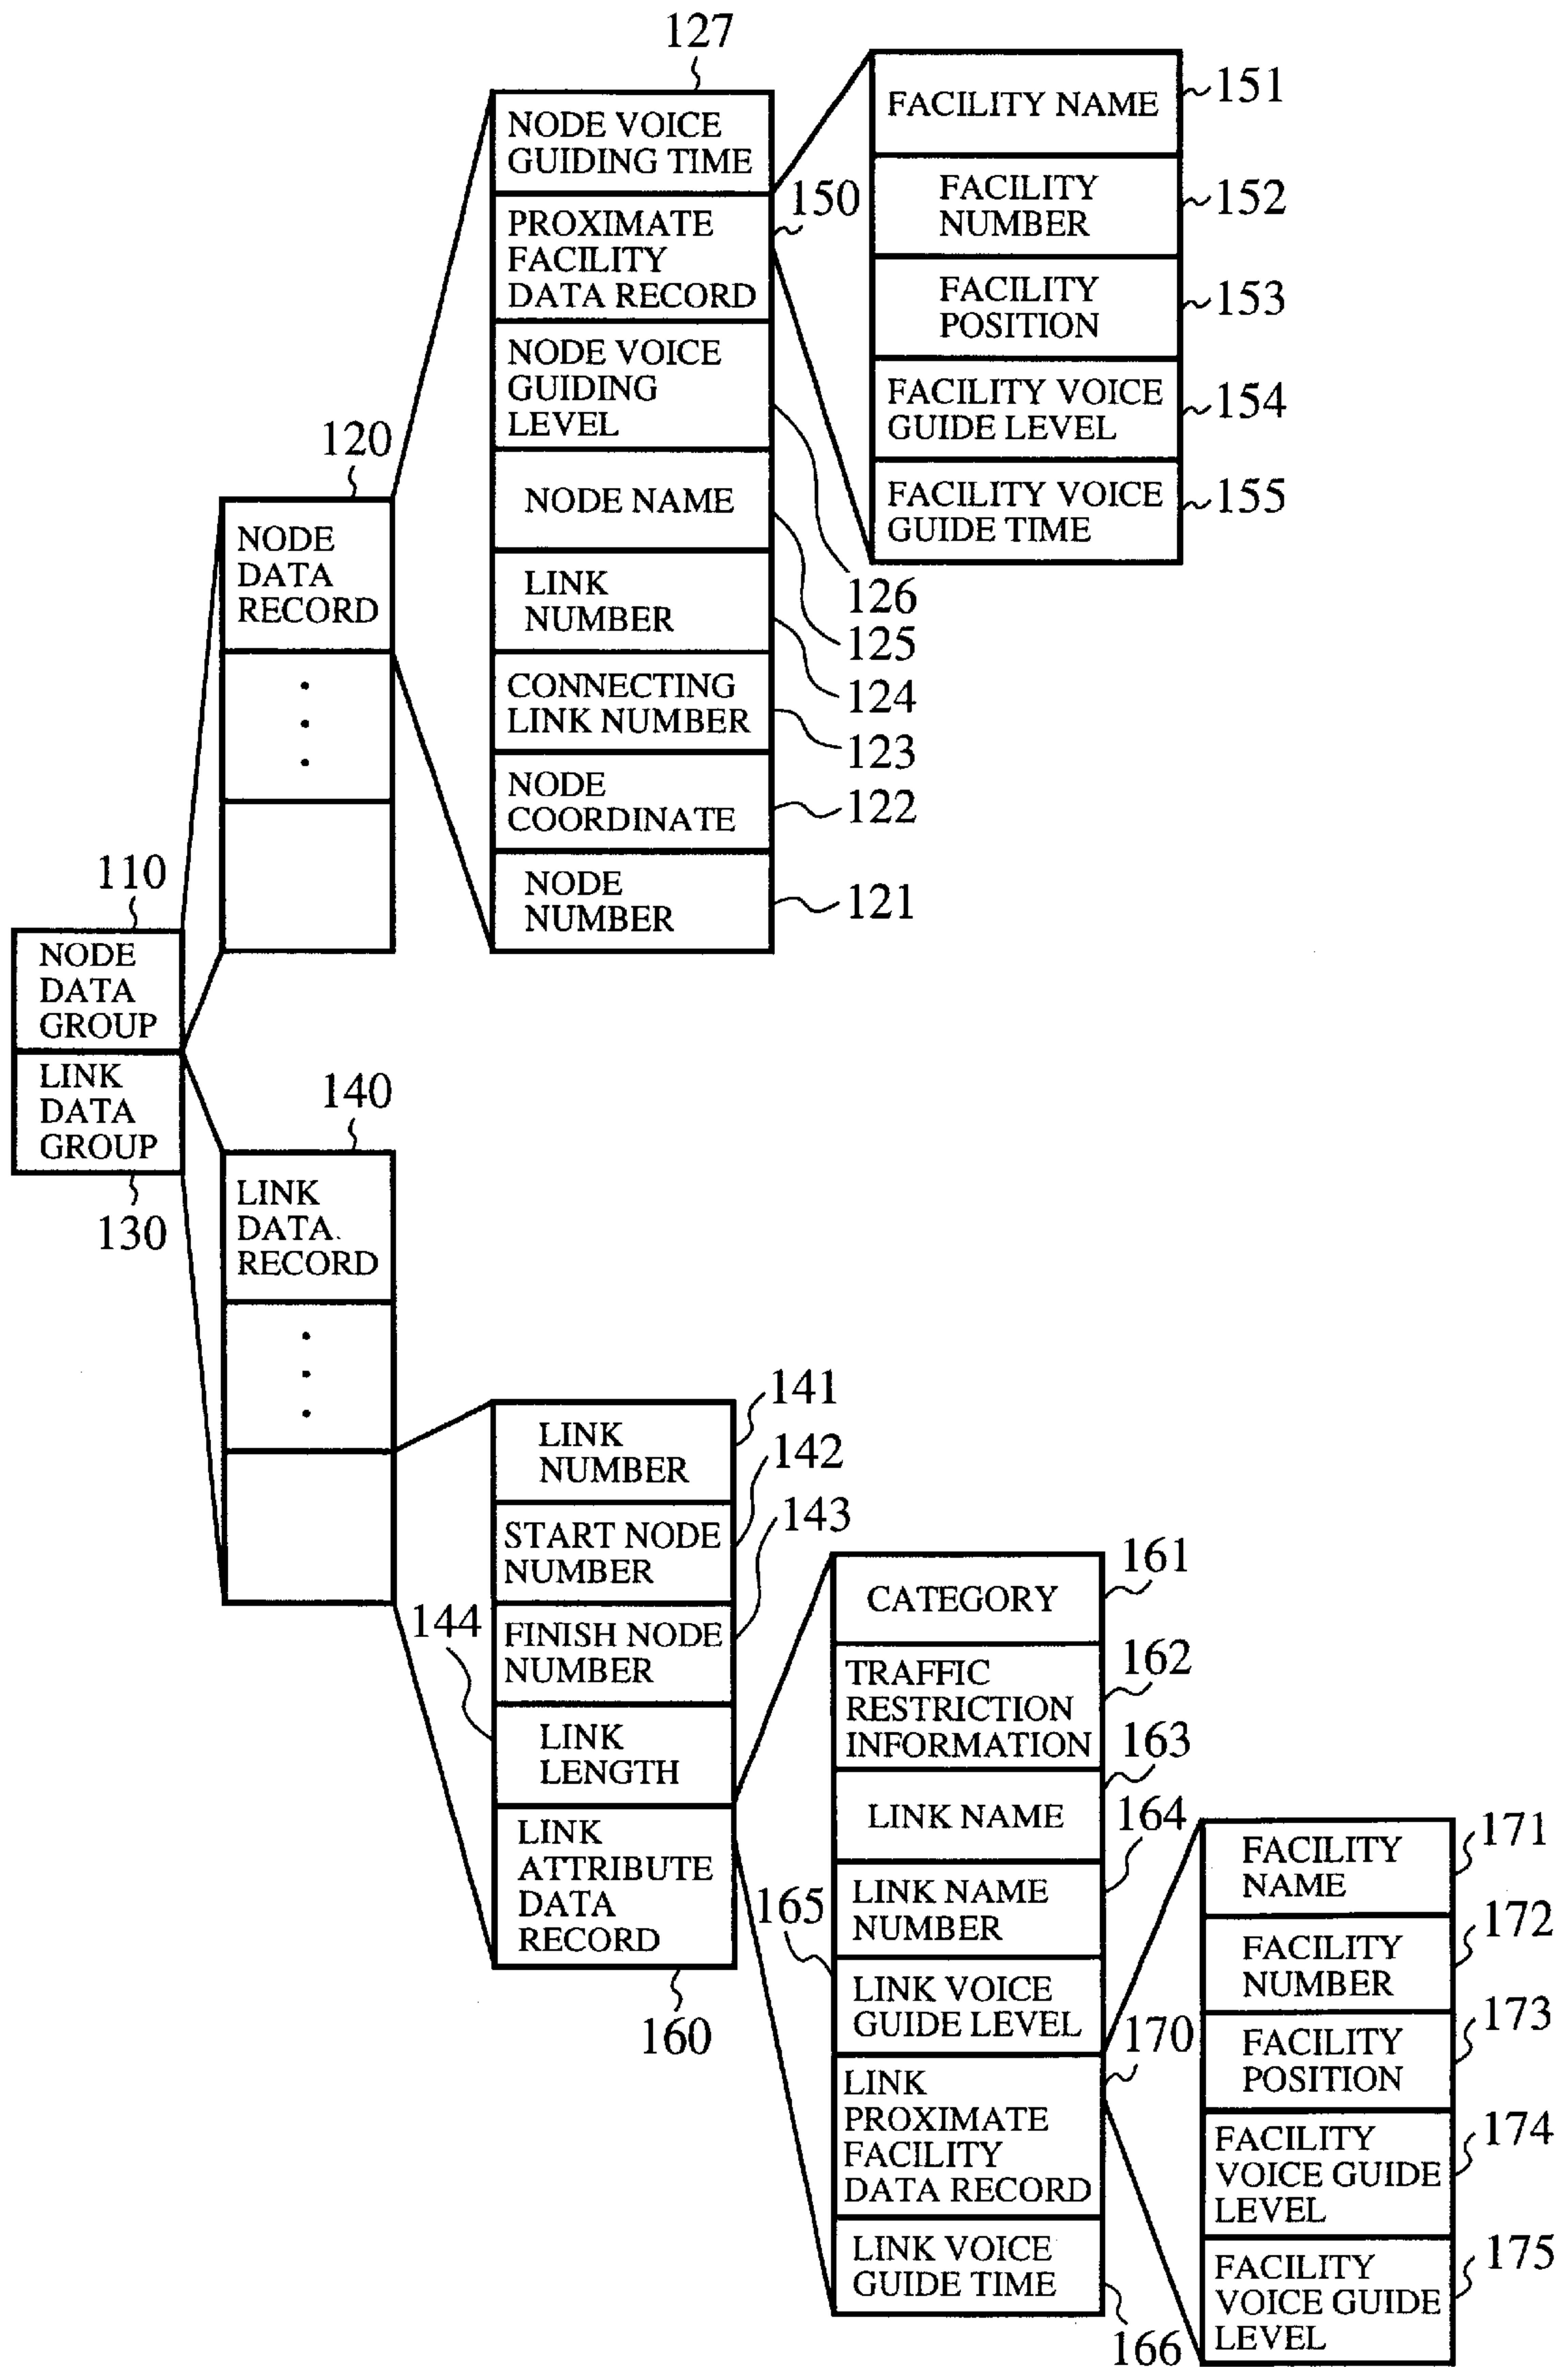 127
NODE VOICE
GUIDING TIME
150
PROXIMATE
FACILITY
DATA RECORD
NODE VOICE
GUIDING
LEVEL
NODE NAME
LINK
NUMBER
CONNECTING
LINK NUMBER
NODE
COORDINATE
NODE
NUMBER
126
125
124
123
122
121
FACILITY NAME
151
FACILITY
NUMBER
152
FACILITY
POSITION
153
FACILITY VOICE
GUIDE LEVEL
154
FACILITY VOICE
GUIDE TIME
155
120
NODE
DATA
RECORD
110
NODE
DATA
GROUP
LINK
DATA
GROUP
130
140
LINK
DATA.
RECORD
141
LINK
NUMBER
142
START NODE
NUMBER
143
FINISH NODE
NUMBER
144
LINK
LENGTH
LINK
ATTRIBUTE
DATA
RECORD
160
161
CATEGORY
162
TRAFFIC
RESTRICTION
INFORMATION
163
LINK NAME
164
LINK NAME
NUMBER
165
LINK VOICE
GUIDE LEVEL
170
LINK
PROXIMATE
FACILITY
DATA RECORD
LINK VOICE
GUIDE TIME
166
171
FACILITY
NAME
172
FACILITY
NUMBER
173
FACILITY
POSITION
174
FACILITY
VOICE GUIDE
LEVEL
175
FACILITY
VOICE GUIDE
LEVEL